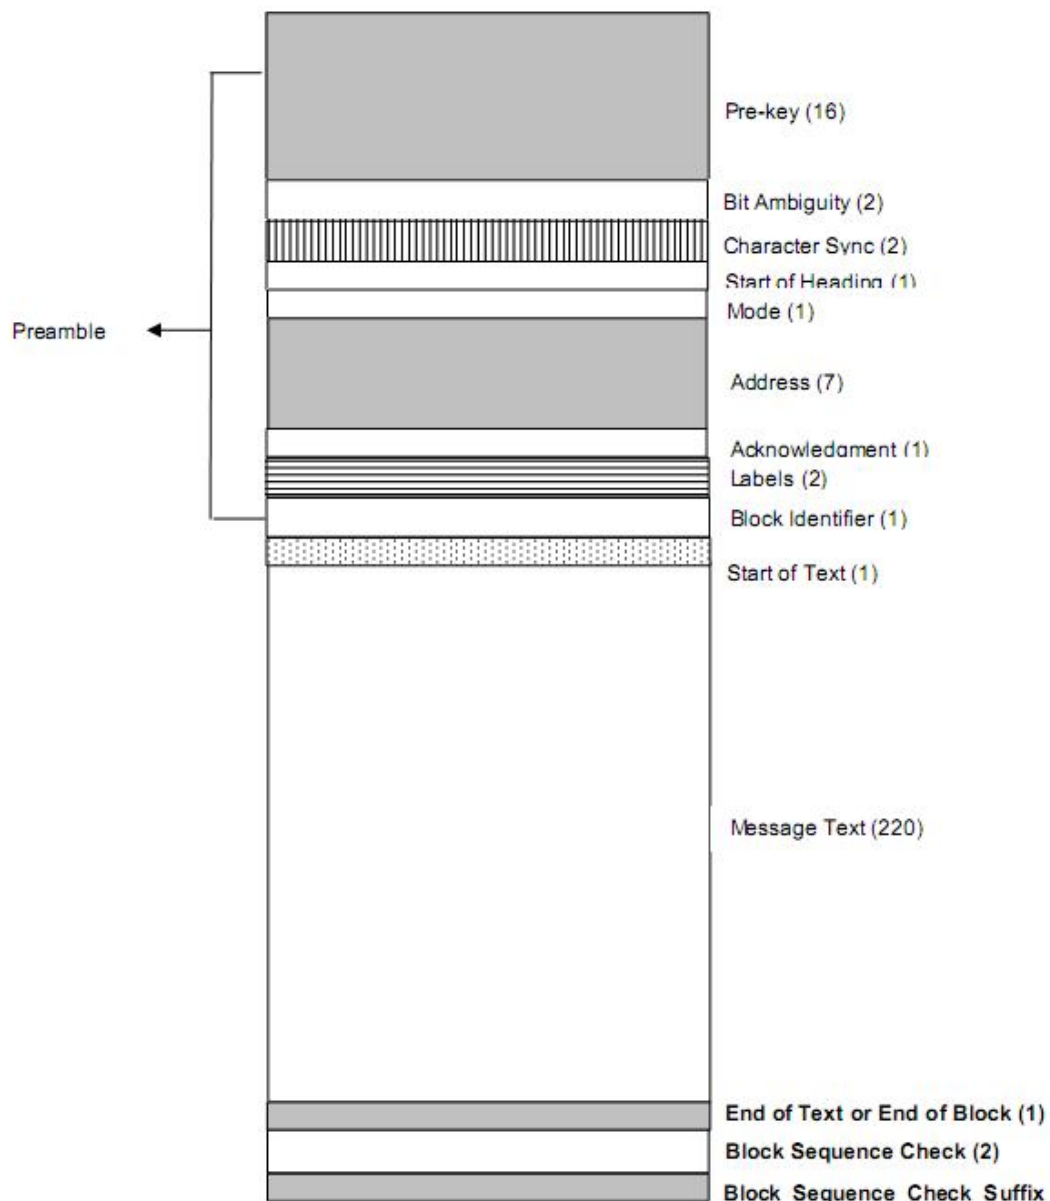 Pre-key (16)
Bit Ambiguity (2)
Character Sync (2)
Start of Heading (1)
Mode (1)
Preamble
Address (7)
Acknowledgment (1)
Labels (2)
Block Identifier (1)
Start of Text (1)
Message Text (220)
End of Text or End of Block (1)
Block Sequence Check (2)
Block Sequence Check Suffix